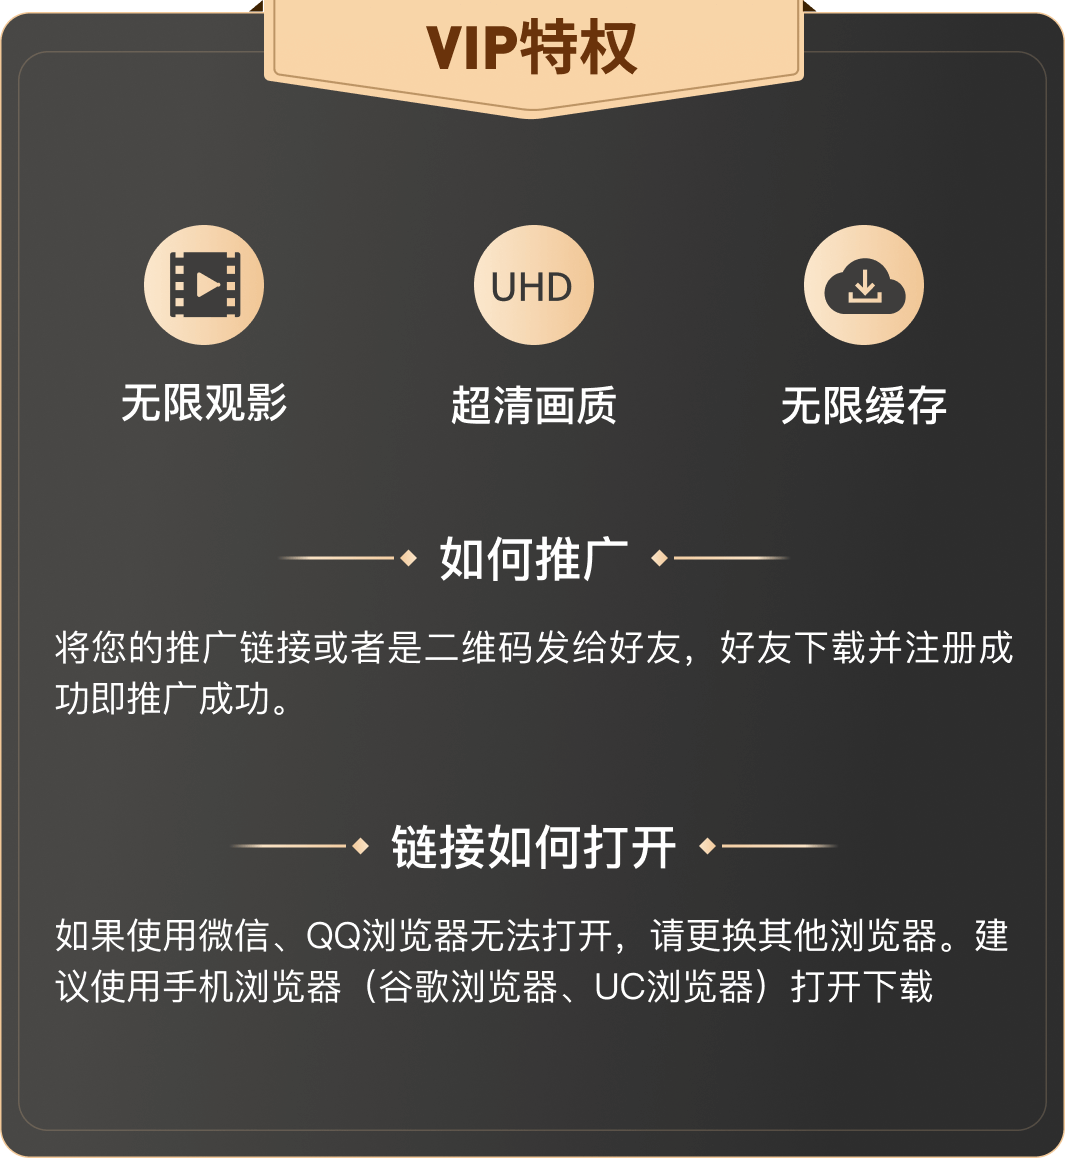 VIP特权
UHD
无限观影
超清画质
无限缓存
如何推广
将您的推广链接或者是二维码发给好友，好友下载并注册成
功即推广成功。
链接如何打开
如果使用微信、QQ浏览器无法打开，请更换其他浏览器。建
议使用手机浏览器（谷歌浏览器、UC浏览器）打开下载